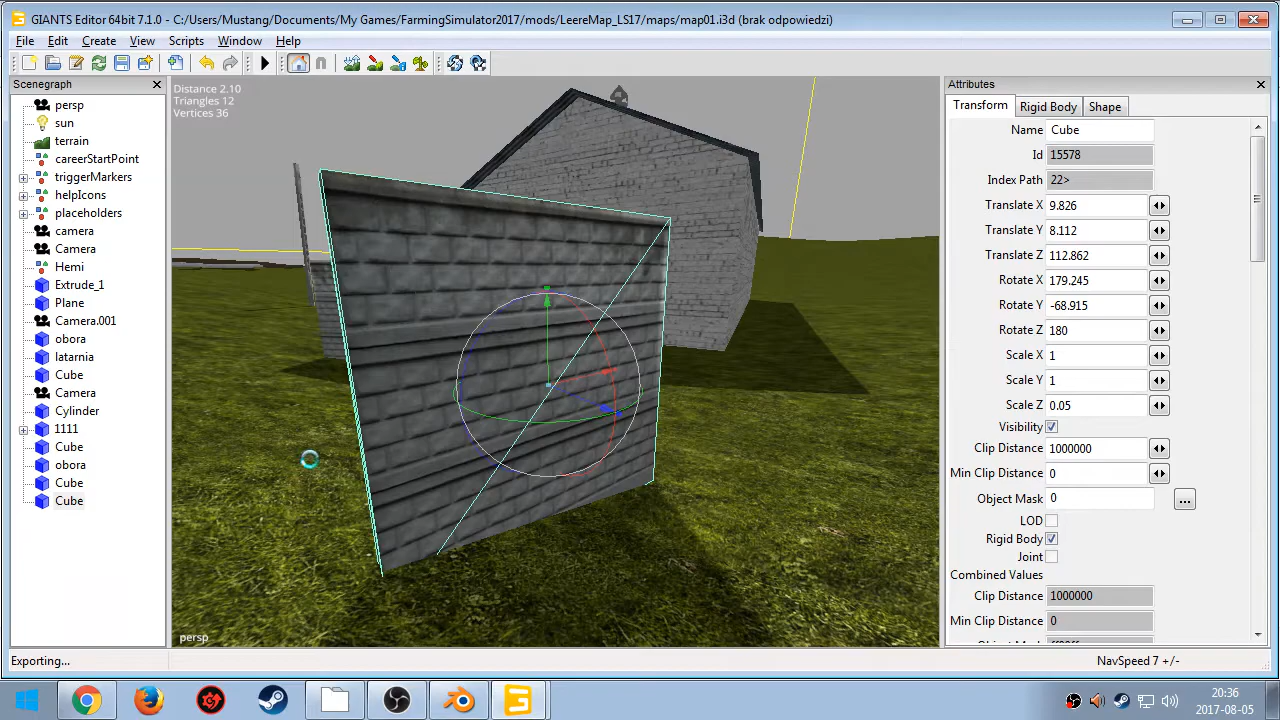 GIANTS Editor 64bit 7.1.0 - C:/Users/Mustang/Documents/My Games/FarmingSimulator2017/mods/LeereMap_LS17/maps/map01.i3d (brak odpowiedzi)
File Edit Create View Scripts Window Help
Scenegraph
persp
sun
terrain
careerStartPoint
triggerMarkers
helpIcons
placeholders
camera
Camera
Hemi
Extrude_1
Plane
Camera.001
obora
latarnia
Cube
Camera
Cylinder
1111
Cube
obora
Cube
Cube
Distance 2.10
Triangles 12
Vertices 36
persp
Attributes
Transform Rigid Body Shape
Name Cube
Id 15578
Index Path 22>
Translate X 9.826
Translate Y 8.112
Translate Z 112.862
Rotate X 179.245
Rotate Y -68.915
Rotate Z 180
Scale X 1
Scale Y 1
Scale Z 0.05
Visibility
Clip Distance 1000000
Min Clip Distance 0
Object Mask 0 ...
LOD
Rigid Body
Joint
Combined Values
Clip Distance 1000000
Min Clip Distance 0
Exporting...
NavSpeed 7 +/-
20:36
2017-08-05